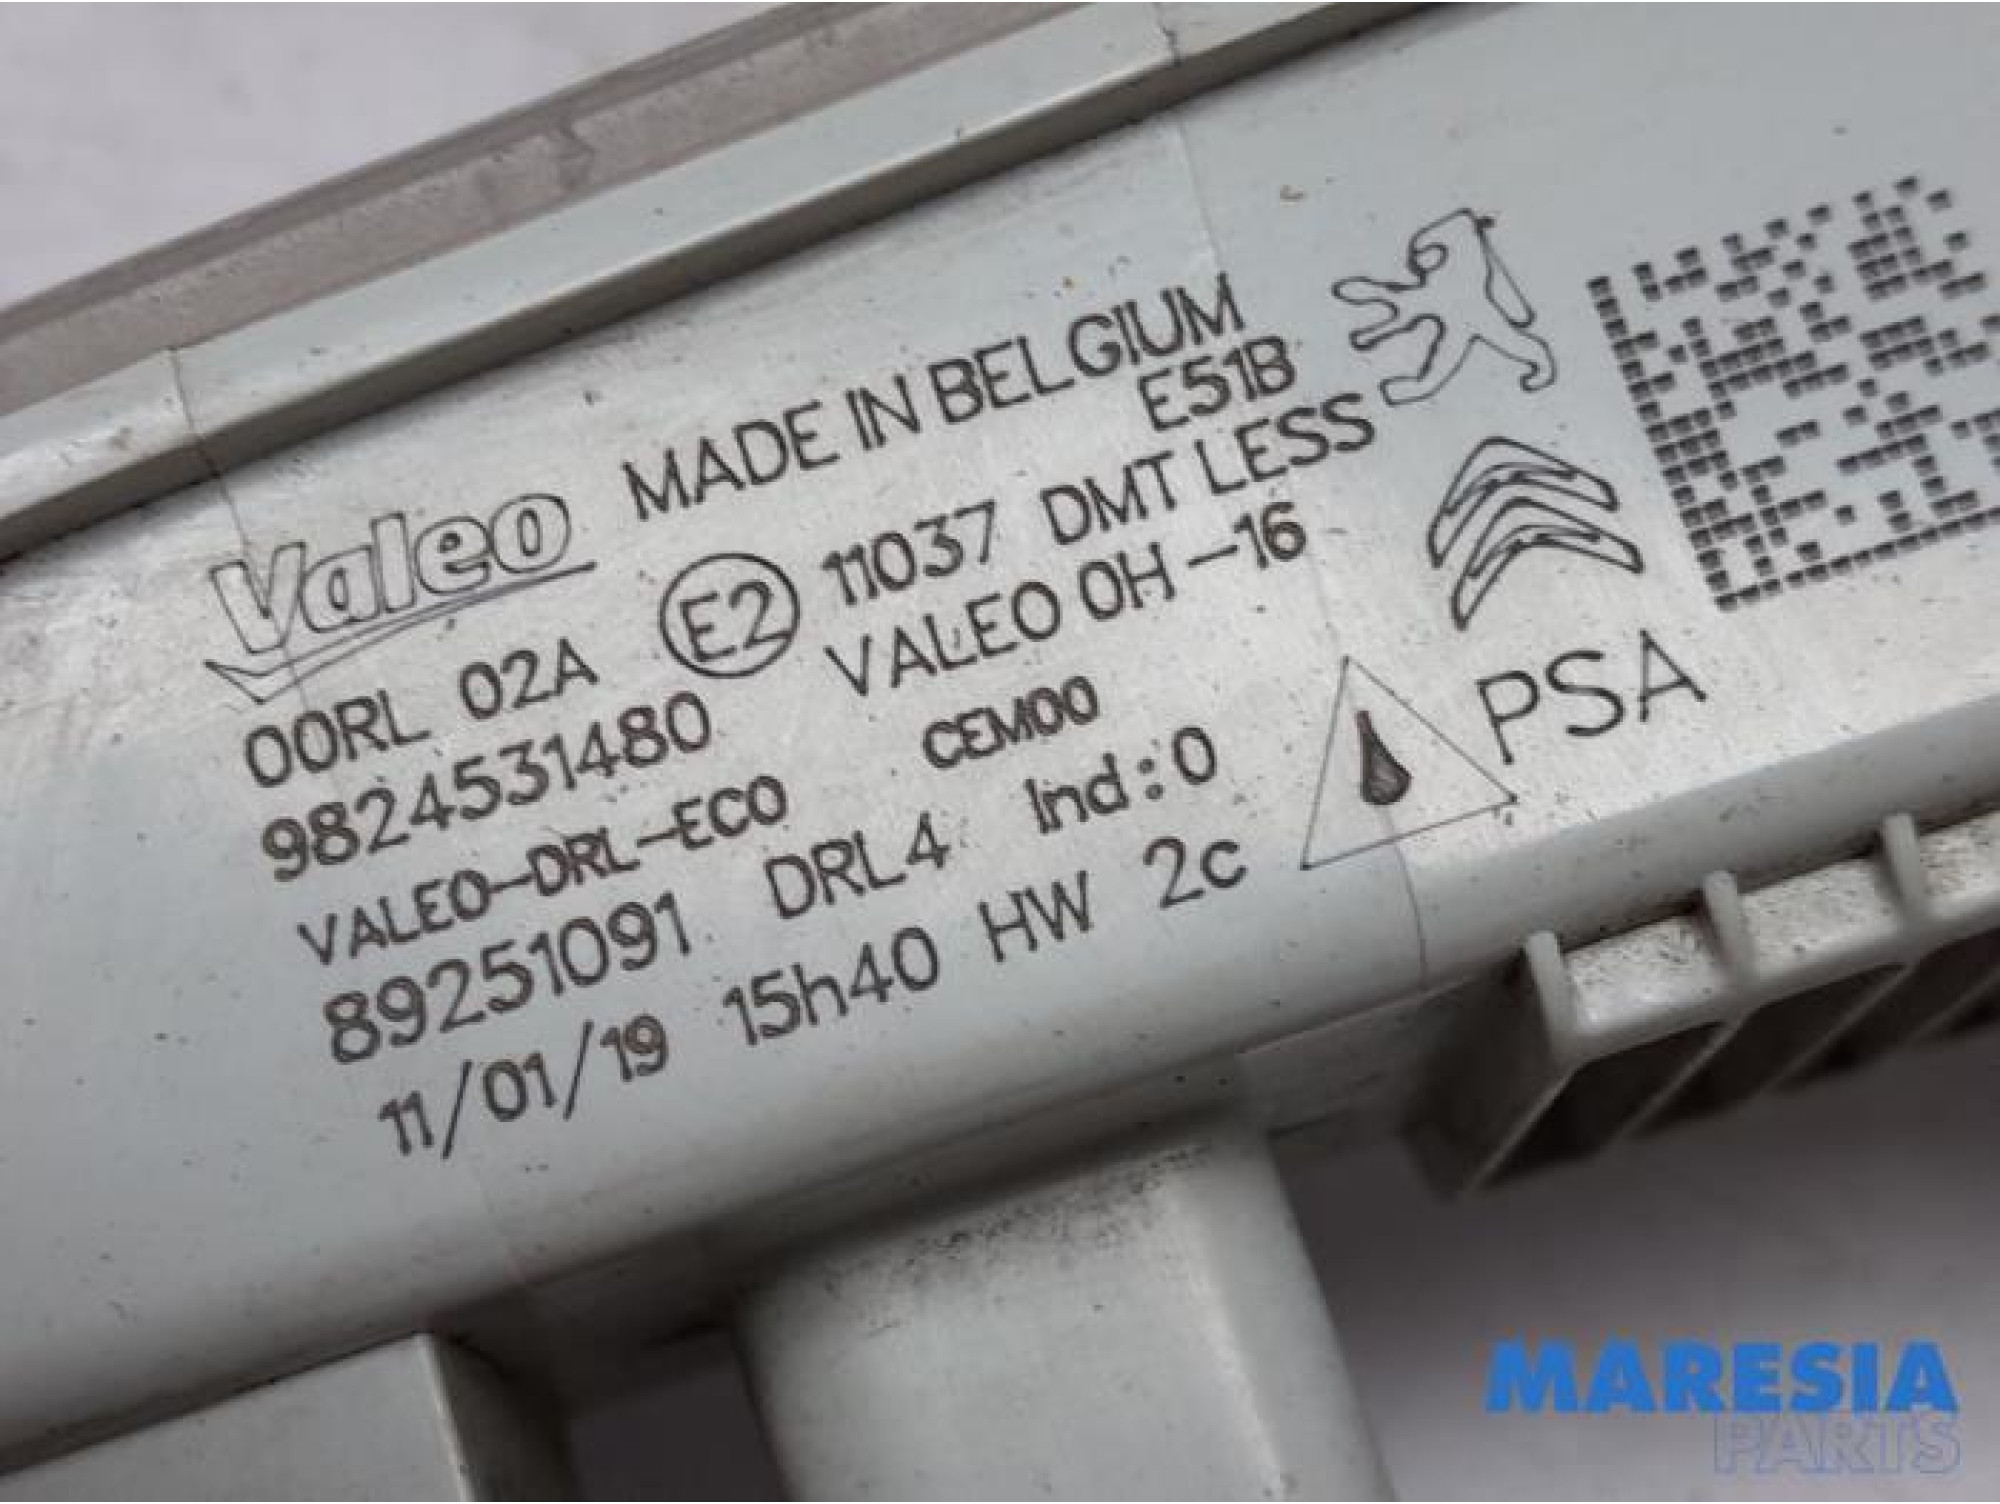 Valeo MADE IN BELGIUM
E51B
00RL 02A E2 11037 DMT LESS
9824531480 VALEO 0H-16
VALEO-DRL-ECO CEM00
89251091 DRL4 Ind:0
11/01/19 15h40 HW 2c
PSA
MARESIA
PARTS